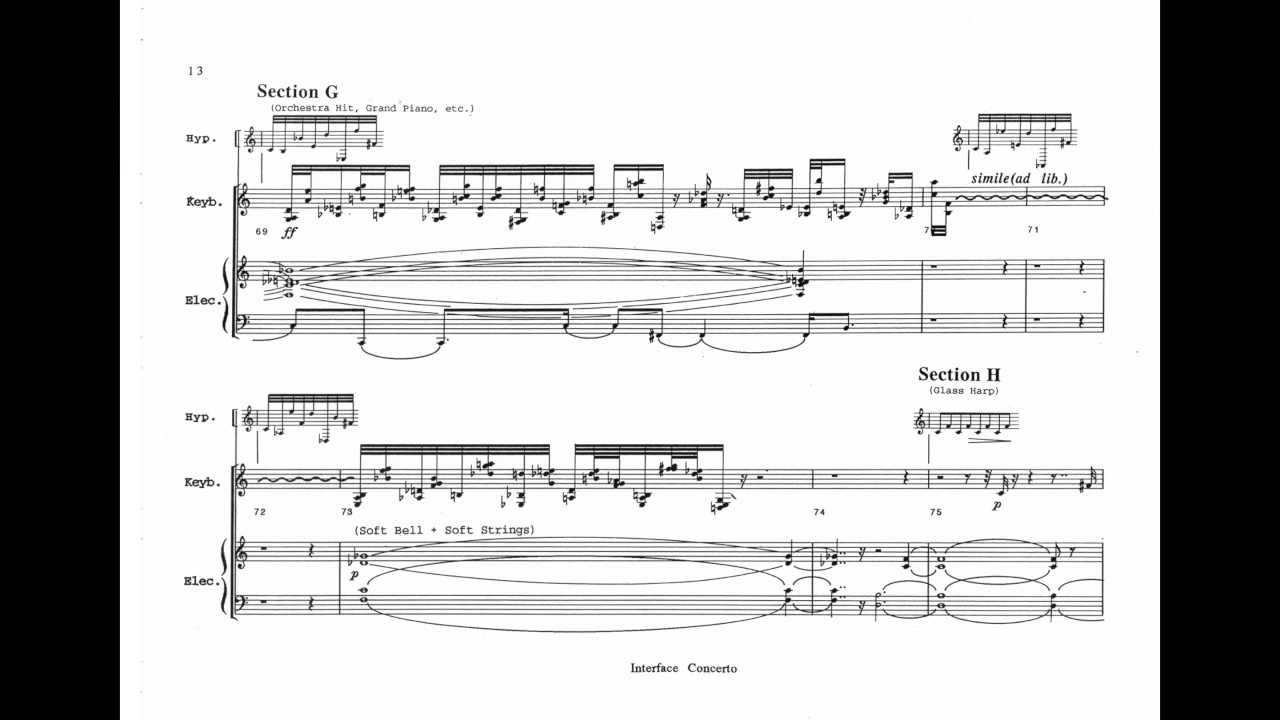 13
Section G
(Orchestra Hit, Grand Piano, etc.)
Hyp.
simile(ad lib.)
Keyb.
69 ff 7 71
Elec.
Section H
(Glass Harp)
Hyp.
Keyb.
72 73 74 75 p
(Soft Bell + Soft Strings)
p
Elec.
Interface Concerto